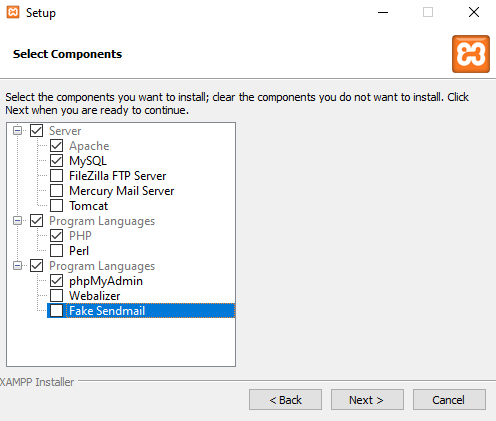 Setup
Select Components
Select the components you want to install; clear the components you do not want to install. Click
Next when you are ready to continue.
Server
Apache
MySQL
FileZilla FTP Server
Mercury Mail Server
Tomcat
Program Languages
PHP
Perl
Program Languages
phpMyAdmin
Webalizer
Fake Sendmail
XAMPP Installer
< Back
Next >
Cancel